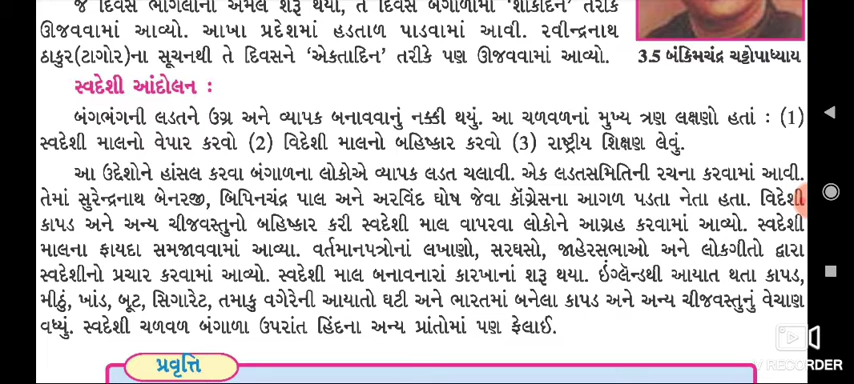 જે દિવસે ભાગલાનો અમલ શરૂ થયો, તે દિવસ બંગાળમાં 'શોકદિન' તરીકે
ઊજવવામાં આવ્યો. આખા પ્રદેશમાં હડતાળ પાડવામાં આવી. રવીન્દ્રનાથ
ઠાકુર(ટાગોર)ના સૂચનથી તે દિવસને 'એકતાદિન' તરીકે પણ ઊજવવામાં આવ્યો.
3.5 બંકિમચંદ્ર ચટ્ટોપાધ્યાય
સ્વદેશી આંદોલન :
બંગભંગની લડતને ઉગ્ર અને વ્યાપક બનાવવાનું નક્કી થયું. આ ચળવળનાં મુખ્ય ત્રણ લક્ષણો હતાં : (1)
સ્વદેશી માલનો વેપાર કરવો (2) વિદેશી માલનો બહિષ્કાર કરવો (3) રાષ્ટ્રીય શિક્ષણ લેવું.
આ ઉદ્દેશોને હાંસલ કરવા બંગાળના લોકોએ વ્યાપક લડત ચલાવી. એક લડતસમિતિની રચના કરવામાં આવી.
તેમાં સુરેન્દ્રનાથ બેનરજી, બિપિનચંદ્ર પાલ અને અરવિંદ ઘોષ જેવા કૉંગ્રેસના આગળ પડતા નેતા હતા. વિદેશી
કાપડ અને અન્ય ચીજવસ્તુનો બહિષ્કાર કરી સ્વદેશી માલ વાપરવા લોકોને આગ્રહ કરવામાં આવ્યો. સ્વદેશી
માલના ફાયદા સમજાવવામાં આવ્યા. વર્તમાનપત્રોનાં લખાણો, સરઘસો, જાહેરસભાઓ અને લોકગીતો દ્વારા
સ્વદેશીનો પ્રચાર કરવામાં આવ્યો. સ્વદેશી માલ બનાવનારાં કારખાનાં શરૂ થયા. ઇંગ્લૅન્ડથી આયાત થતા કાપડ,
મીઠું, ખાંડ, બૂટ, સિગારેટ, તમાકુ વગેરેની આયાતો ઘટી અને ભારતમાં બનેલા કાપડ અને અન્ય ચીજવસ્તુનું વેચાણ
વધ્યું. સ્વદેશી ચળવળ બંગાળા ઉપરાંત હિંદના અન્ય પ્રાંતોમાં પણ ફેલાઈ.
પ્રવૃત્તિ
V RECORDER